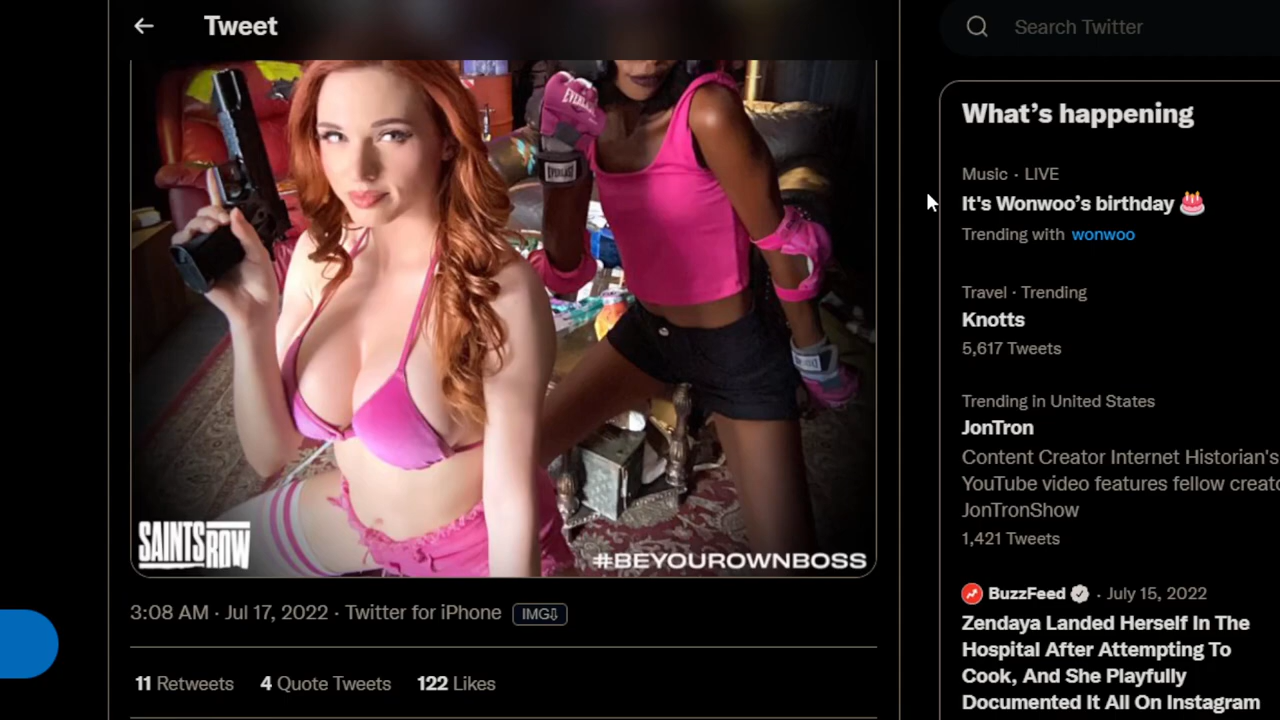 Tweet
Search Twitter
EVERLAST
EVERLAST
SAINTS ROW
#BEYOUROWNBOSS
3:08 AM · Jul 17, 2022 · Twitter for iPhone IMG⇩
11 Retweets 4 Quote Tweets 122 Likes
What's happening
Music · LIVE
It's Wonwoo's birthday 🎂
Trending with wonwoo
Travel · Trending
Knotts
5,617 Tweets
Trending in United States
JonTron
Content Creator Internet Historian's
YouTube video features fellow creato
JonTronShow
1,421 Tweets
BuzzFeed · July 15, 2022
Zendaya Landed Herself In The
Hospital After Attempting To
Cook, And She Playfully
Documented It All On Instagram